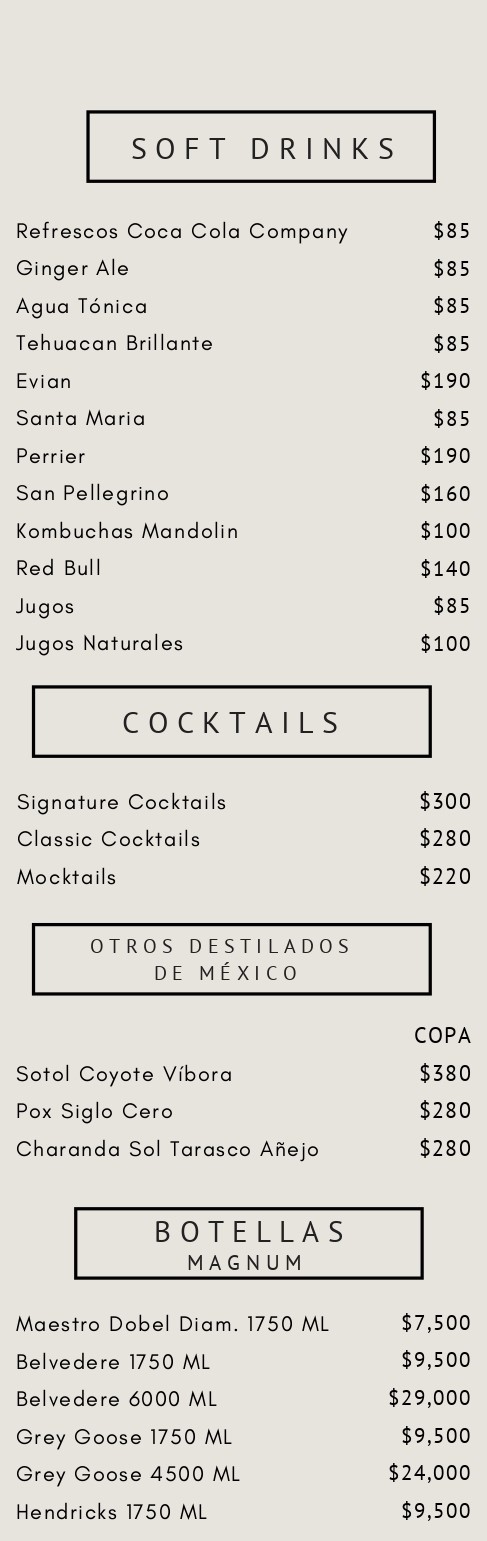 SOFT DRINKS
Refrescos Coca Cola Company $85
Ginger Ale $85
Agua Tónica $85
Tehuacan Brillante $85
Evian $190
Santa Maria $85
Perrier $190
San Pellegrino $160
Kombuchas Mandolin $100
Red Bull $140
Jugos $85
Jugos Naturales $100
COCKTAILS
Signature Cocktails $300
Classic Cocktails $280
Mocktails $220
OTROS DESTILADOS
DE MÉXICO
COPA
Sotol Coyote Víbora $380
Pox Siglo Cero $280
Charanda Sol Tarasco Añejo $280
BOTELLAS
MAGNUM
Maestro Dobel Diam. 1750 ML $7,500
Belvedere 1750 ML $9,500
Belvedere 6000 ML $29,000
Grey Goose 1750 ML $9,500
Grey Goose 4500 ML $24,000
Hendricks 1750 ML $9,500